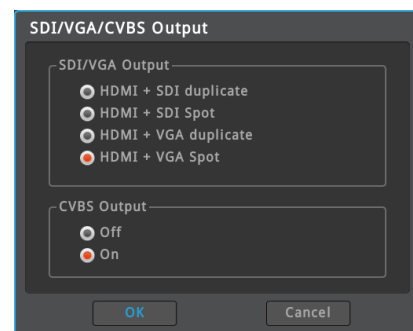 SDI/VGA/CVBS Output
SDI/VGA Output
HDMI + SDI duplicate
HDMI + SDI Spot
HDMI + VGA duplicate
HDMI + VGA Spot
CVBS Output
Off
On
OK
Cancel